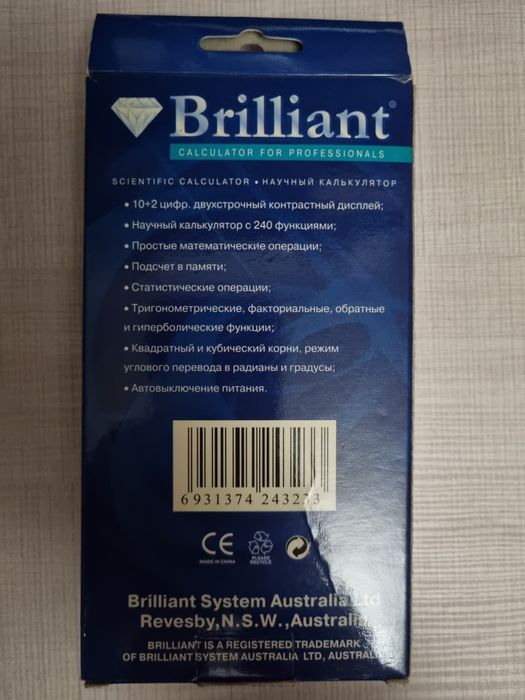 Brilliant®
CALCULATOR FOR PROFESSIONALS
SCIENTIFIC CALCULATOR • НАУЧНЫЙ КАЛЬКУЛЯТОР
• 10+2 цифр. двухстрочный контрастный дисплей;
• Научный калькулятор с 240 функциями;
• Простые математические операции;
• Подсчет в памяти;
• Статистические операции;
• Тригонометрические, факториальные, обратные
и гиперболические функции;
• Квадратный и кубический корни, режим
углового перевода в радианы и градусы;
• Автовыключение питания.
6 931374 243233
CE
MADE IN CHINA
PLEASE
RECYCLE
Brilliant System Australia Ltd
Revesby,N.S.W.,Australia
BRILLIANT IS A REGISTERED TRADEMARK
OF BRILLIANT SYSTEM AUSTRALIA LTD, AUSTRALIA